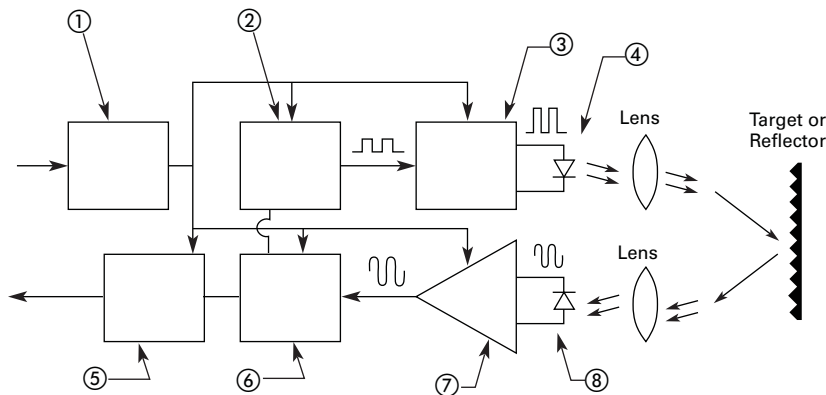 ①
②
③
④
Lens
Target or
Reflector
Lens
⑤
⑥
⑦
⑧